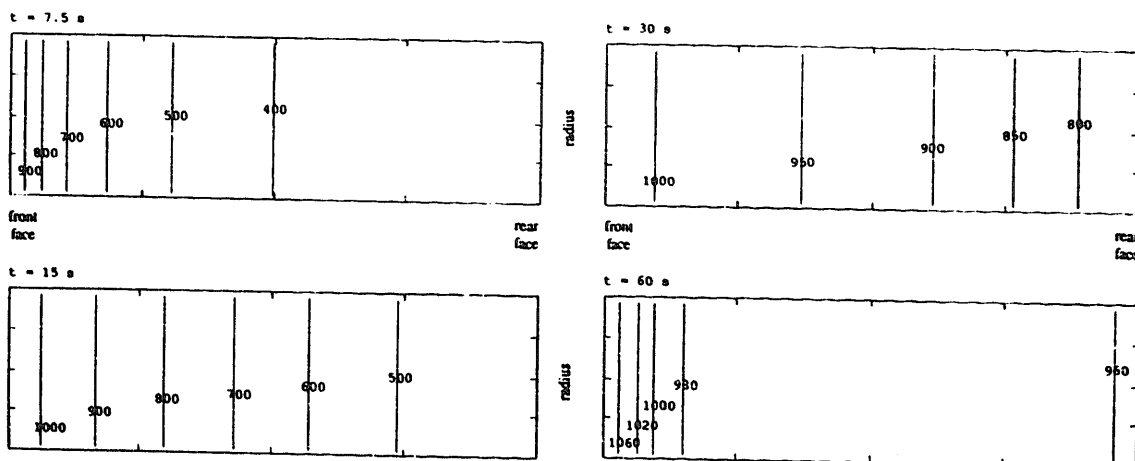 t = 7.5 s
900
800
700
600
500
400
front
face
rear
face
t = 30 s
radius
1000
950
900
850
800
front
face
rear
face
t = 15 s
1000
900
800
700
600
500
t = 60 s
radius
1060
1020
1000
980
960